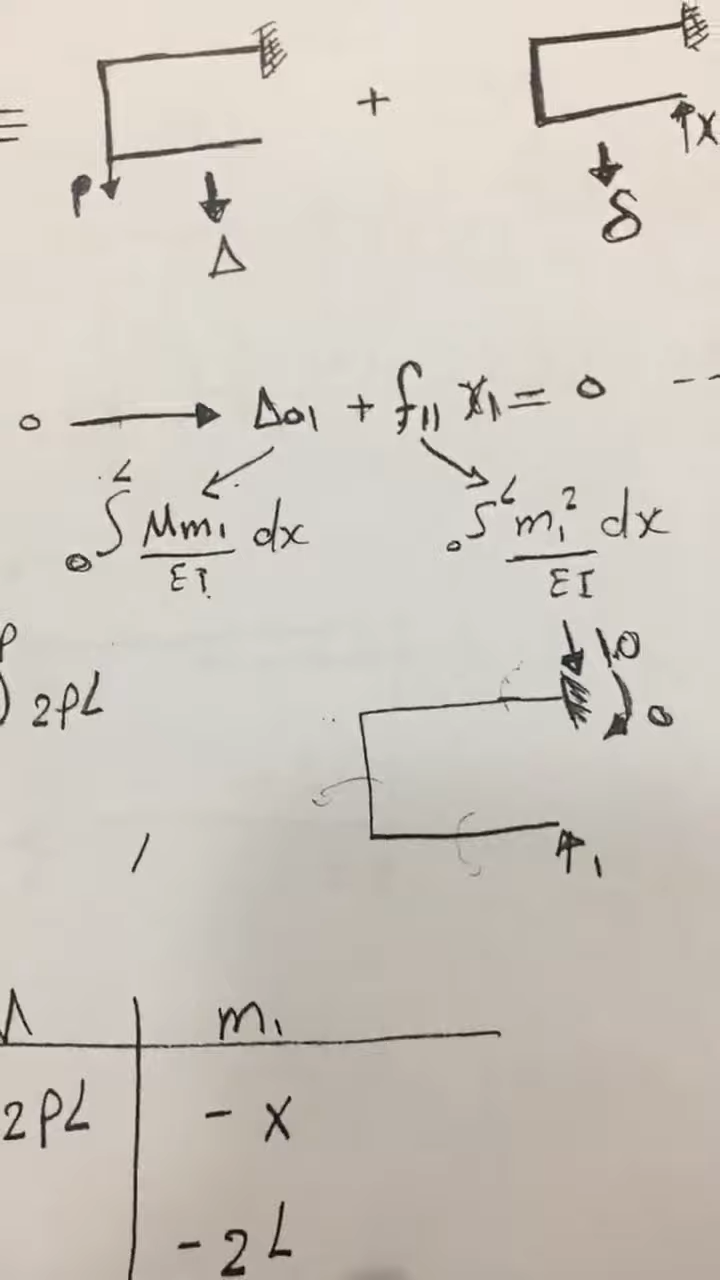 ≡ +
P X
Δ δ
0 → Δ01 + f11 X1 = 0 --
0∫L Mm1/EI dx 0∫L m1²/EI dx
P 1.0
) 2PL 0
1
m1
2PL - x
- 2L